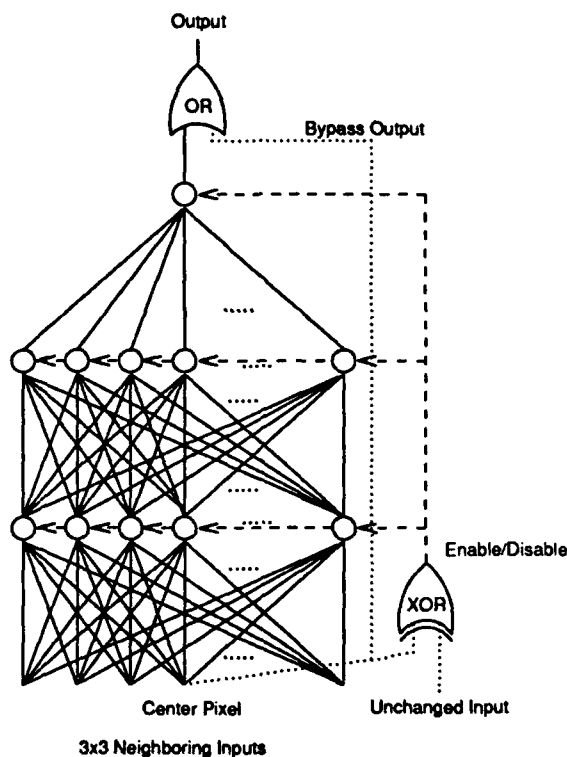 Output
OR
Bypass Output
Enable/Disable
XOR
Center Pixel
Unchanged Input
3x3 Neighboring Inputs